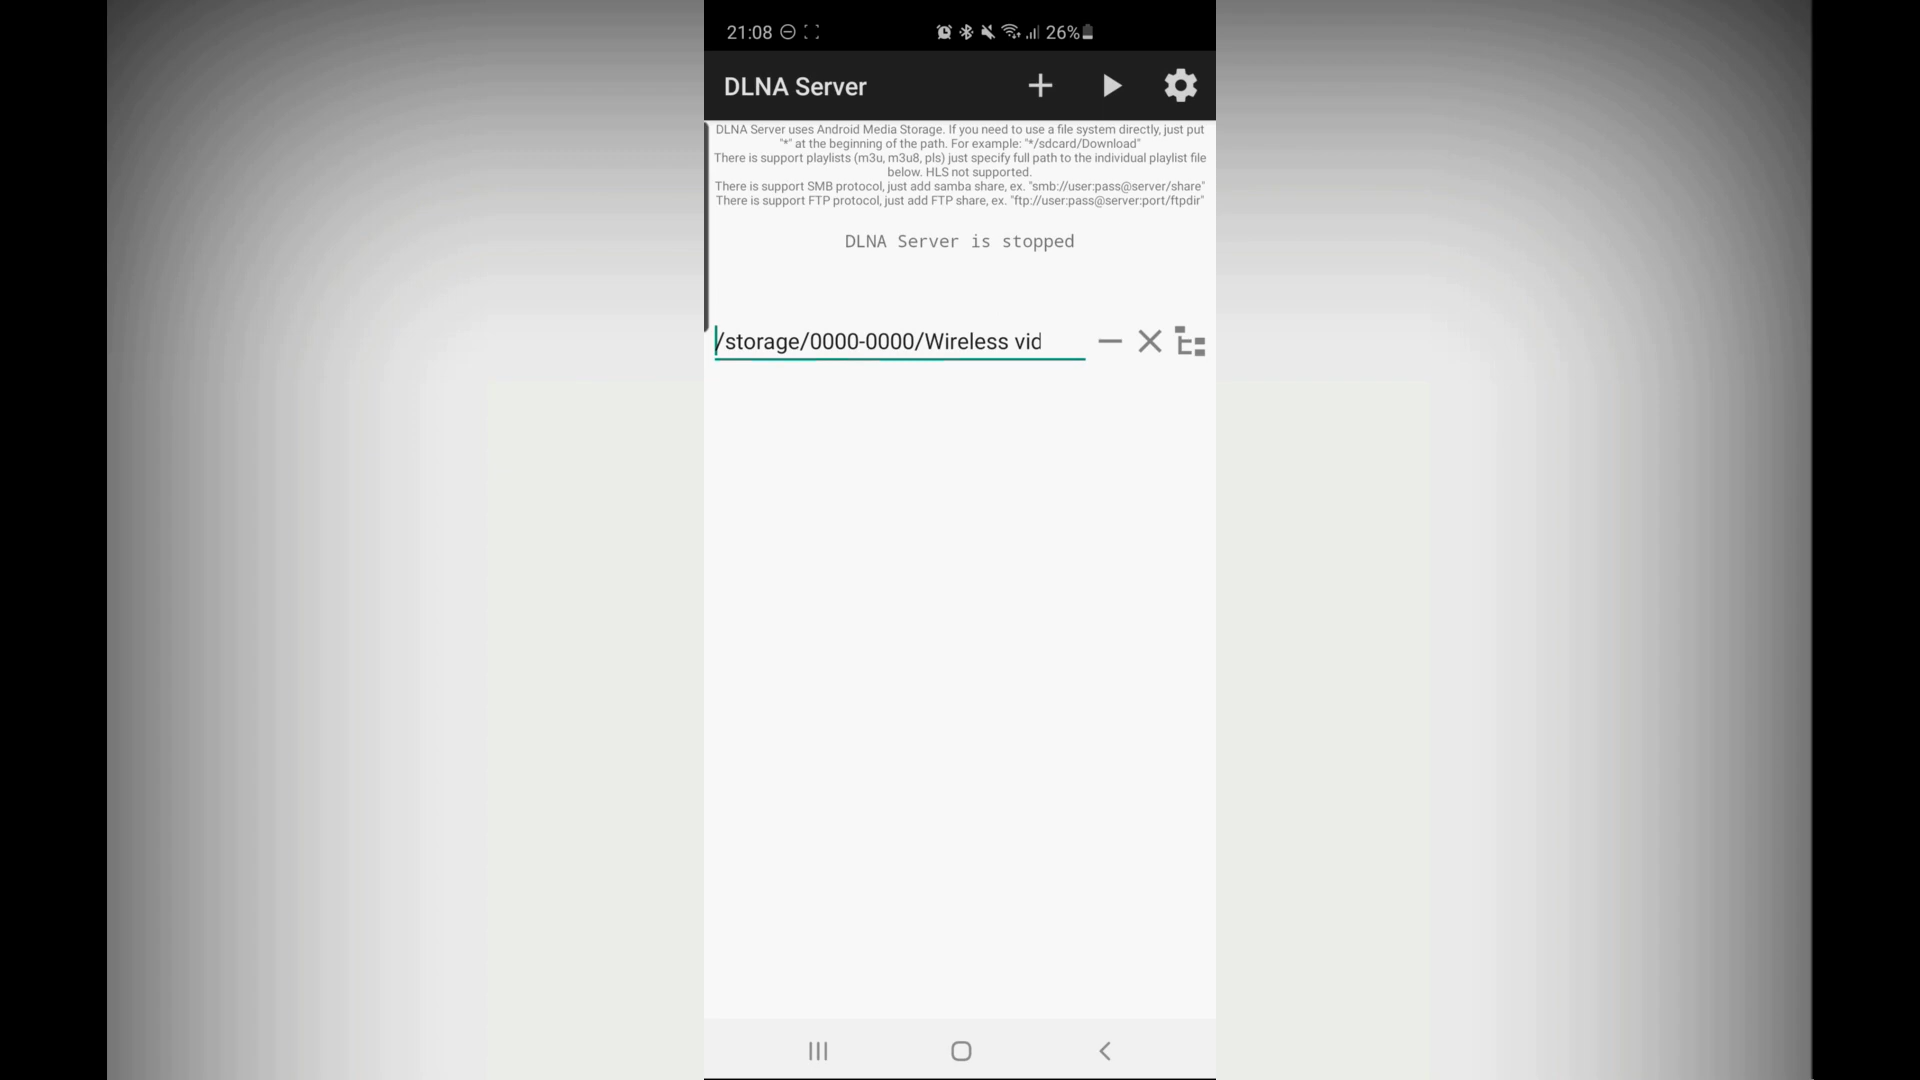 21:08
26%
DLNA Server
DLNA Server uses Android Media Storage. If you need to use a file system directly, just put
"*" at the beginning of the path. For example: "*/sdcard/Download"
There is support playlists (m3u, m3u8, pls) just specify full path to the individual playlist file
below. HLS not supported.
There is support SMB protocol, just add samba share, ex. "smb://user:pass@server/share"
There is support FTP protocol, just add FTP share, ex. "ftp://user:pass@server:port/ftpdir"
DLNA Server is stopped
/storage/0000-0000/Wireless vid